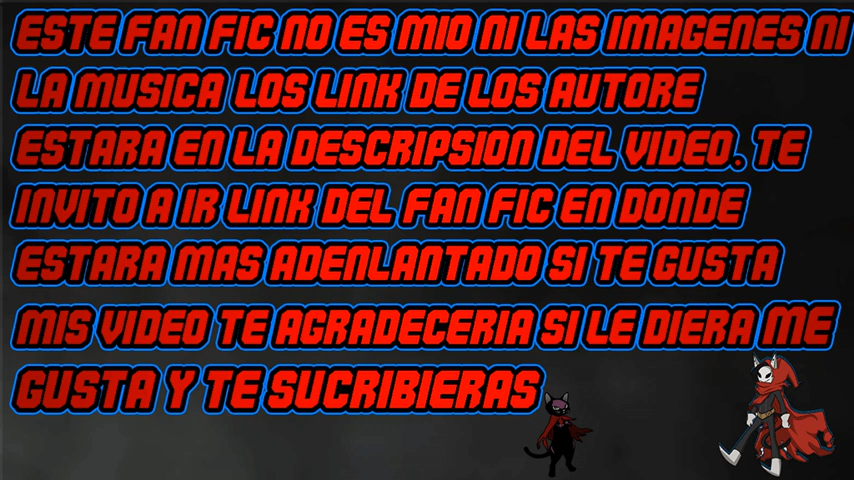 ESTE FAN FIC NO ES MIO NI LAS IMAGENES NI
LA MUSICA LOS LINK DE LOS AUTORE
ESTARA EN LA DESCRIPSION DEL VIDEO. TE
INVITO A IR LINK DEL FAN FIC EN DONDE
ESTARA MAS ADENLANTADO SI TE GUSTA
MIS VIDEO TE AGRADECERIA SI LE DIERA ME
GUSTA Y TE SUCRIBIERAS